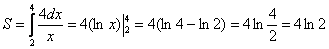 S = ∫₂⁴ 4dx/x = 4(ln x)|₂⁴ = 4(ln 4 − ln 2) = 4 ln 4/2 = 4 ln 2